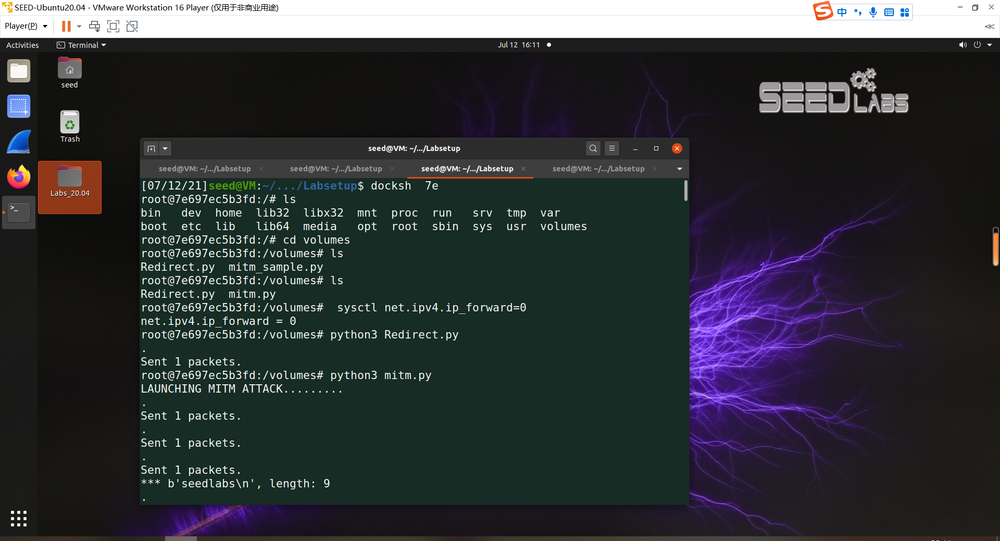 SEED-Ubuntu20.04 - VMware Workstation 16 Player (仅用于非商业用途)
S 中
Player(P)
Activities
Terminal
Jul 12 16:11
seed
Trash
Labs_20.04
SEED LABS
seed@VM: ~/.../Labsetup
seed@VM: ~/.../Labsetup
seed@VM: ~/.../Labsetup
seed@VM: ~/.../Labsetup
seed@VM: ~/.../Labsetup
[07/12/21]seed@VM:~/.../Labsetup$ docksh  7e
root@7e697ec5b3fd:/# ls
bin   dev  home  lib32  libx32  mnt  proc  run   srv  tmp  var
boot  etc  lib   lib64  media   opt  root  sbin  sys  usr  volumes
root@7e697ec5b3fd:/# cd volumes
root@7e697ec5b3fd:/volumes# ls
Redirect.py  mitm_sample.py
root@7e697ec5b3fd:/volumes# ls
Redirect.py  mitm.py
root@7e697ec5b3fd:/volumes#  sysctl net.ipv4.ip_forward=0
net.ipv4.ip_forward = 0
root@7e697ec5b3fd:/volumes# python3 Redirect.py
.
Sent 1 packets.
root@7e697ec5b3fd:/volumes# python3 mitm.py
LAUNCHING MITM ATTACK.........
.
Sent 1 packets.
.
Sent 1 packets.
.
Sent 1 packets.
*** b'seedlabs\n', length: 9
.